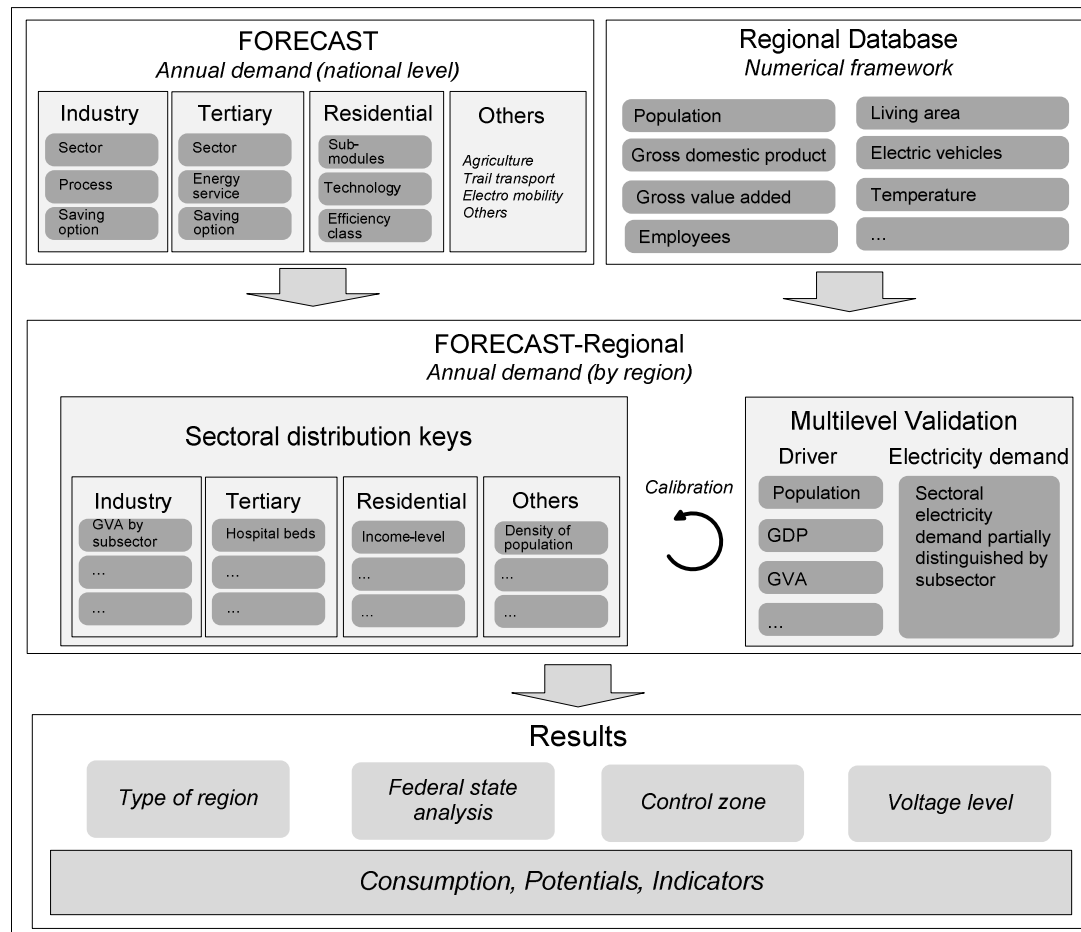 FORECAST
Annual demand (national level)
Industry
Sector
Process
Saving
option
Tertiary
Sector
Energy
service
Saving
option
Residential
Sub-
modules
Technology
Efficiency
class
Others
Agriculture
Trail transport
Electro mobility
Others
Regional Database
Numerical framework
Population
Gross domestic product
Gross value added
Employees
Living area
Electric vehicles
Temperature
...
FORECAST-Regional
Annual demand (by region)
Sectoral distribution keys
Industry
GVA by
subsector
...
...
Tertiary
Hospital beds
...
...
Residential
Income-level
...
...
Others
Density of
population
...
...
Calibration
Multilevel Validation
Driver
Population
GDP
GVA
...
Electricity demand
Sectoral
electricity
demand partially
distinguished by
subsector
Results
Type of region
Federal state
analysis
Control zone
Voltage level
Consumption, Potentials, Indicators